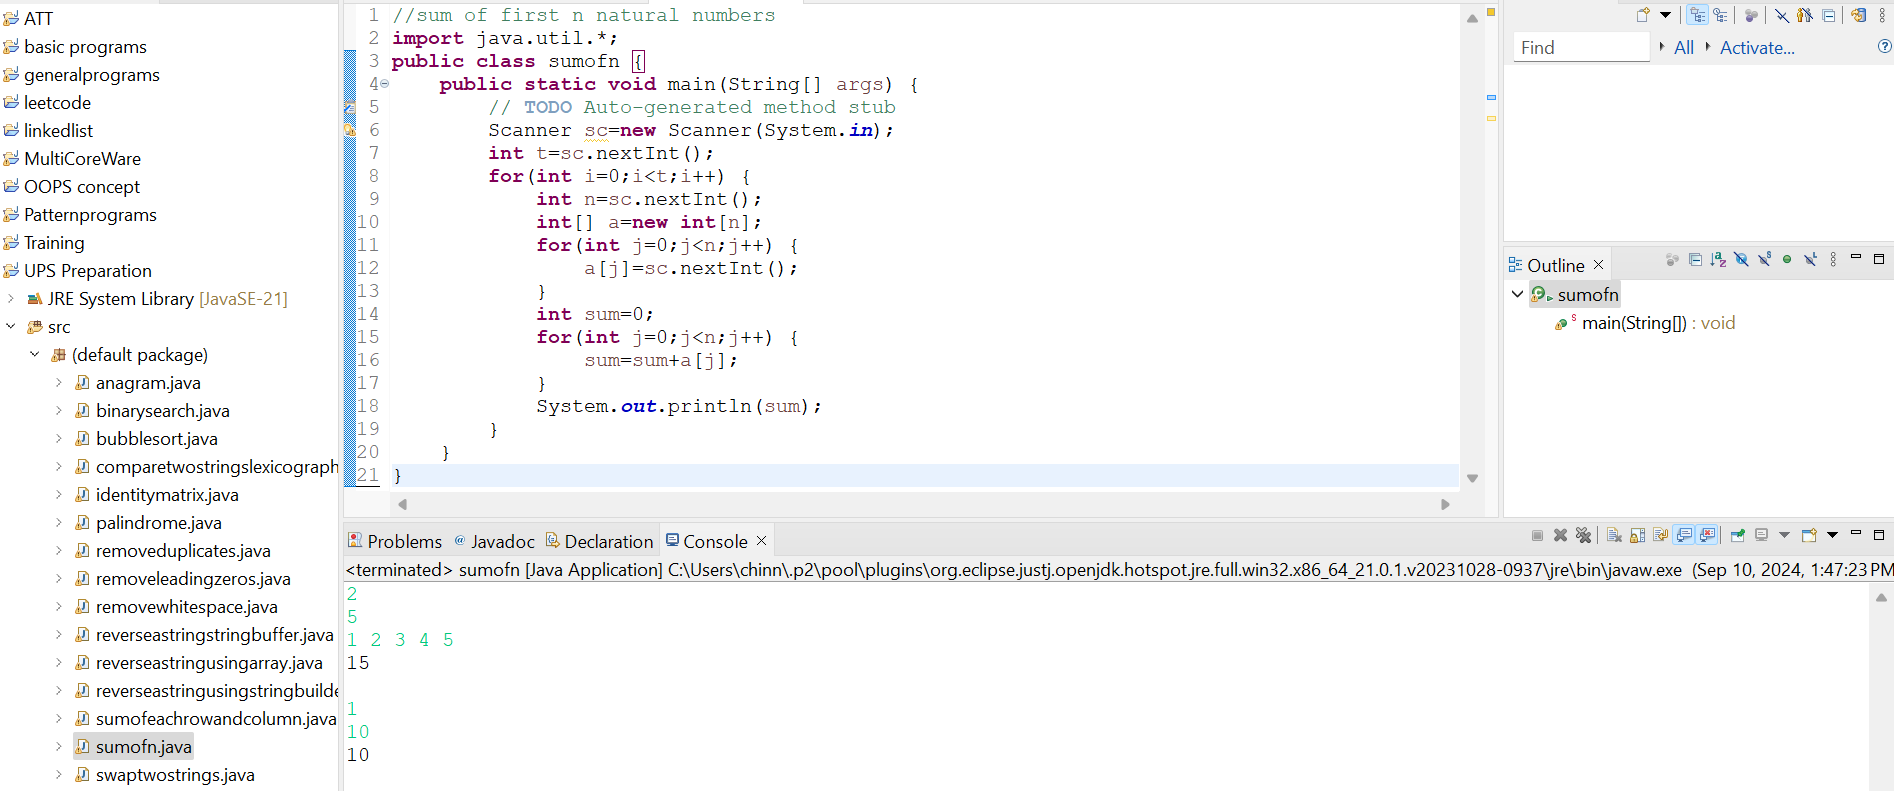 ATT
basic programs
generalprograms
leetcode
linkedlist
MultiCoreWare
OOPS concept
Patternprograms
Training
UPS Preparation
JRE System Library [JavaSE-21]
src
(default package)
anagram.java
binarysearch.java
bubblesort.java
comparetwostringslexicograph
identitymatrix.java
palindrome.java
removeduplicates.java
removeleadingzeros.java
removewhitespace.java
reverseastringstringbuffer.java
reverseastringusingarray.java
reverseastringusingstringbuilde
sumofeachrowandcolumn.java
sumofn.java
swaptwostrings.java
1 //sum of first n natural numbers
2 import java.util.*;
3 public class sumofn {
4 public static void main(String[] args) {
5 // TODO Auto-generated method stub
6 Scanner sc=new Scanner(System.in);
7 int t=sc.nextInt();
8 for(int i=0;i<t;i++) {
9 int n=sc.nextInt();
10 int[] a=new int[n];
11 for(int j=0;j<n;j++) {
12 a[j]=sc.nextInt();
13 }
14 int sum=0;
15 for(int j=0;j<n;j++) {
16 sum=sum+a[j];
17 }
18 System.out.println(sum);
19 }
20 }
21 }
Find All Activate...
Outline
sumofn
main(String[]) : void
Problems Javadoc Declaration Console
<terminated> sumofn [Java Application] C:\Users\chinn\.p2\pool\plugins\org.eclipse.justj.openjdk.hotspot.jre.full.win32.x86_64_21.0.1.v20231028-0937\jre\bin\javaw.exe (Sep 10, 2024, 1:47:23 PM
2
5
1 2 3 4 5
15
1
10
10